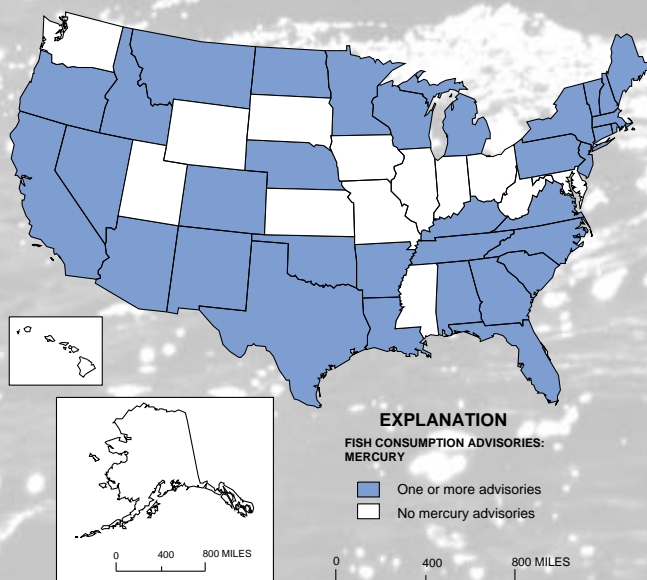 EXPLANATION
FISH CONSUMPTION ADVISORIES:
MERCURY
One or more advisories
No mercury advisories
0 400 800 MILES
0 400 800 MILES